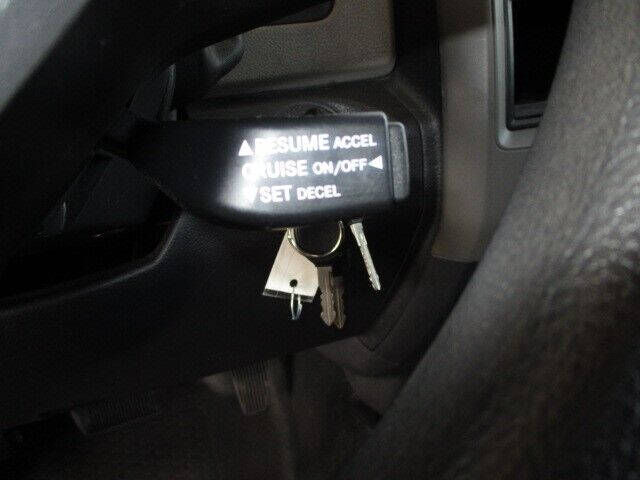 ▲RESUME ACCEL
CRUISE ON/OFF◄
▼SET DECEL